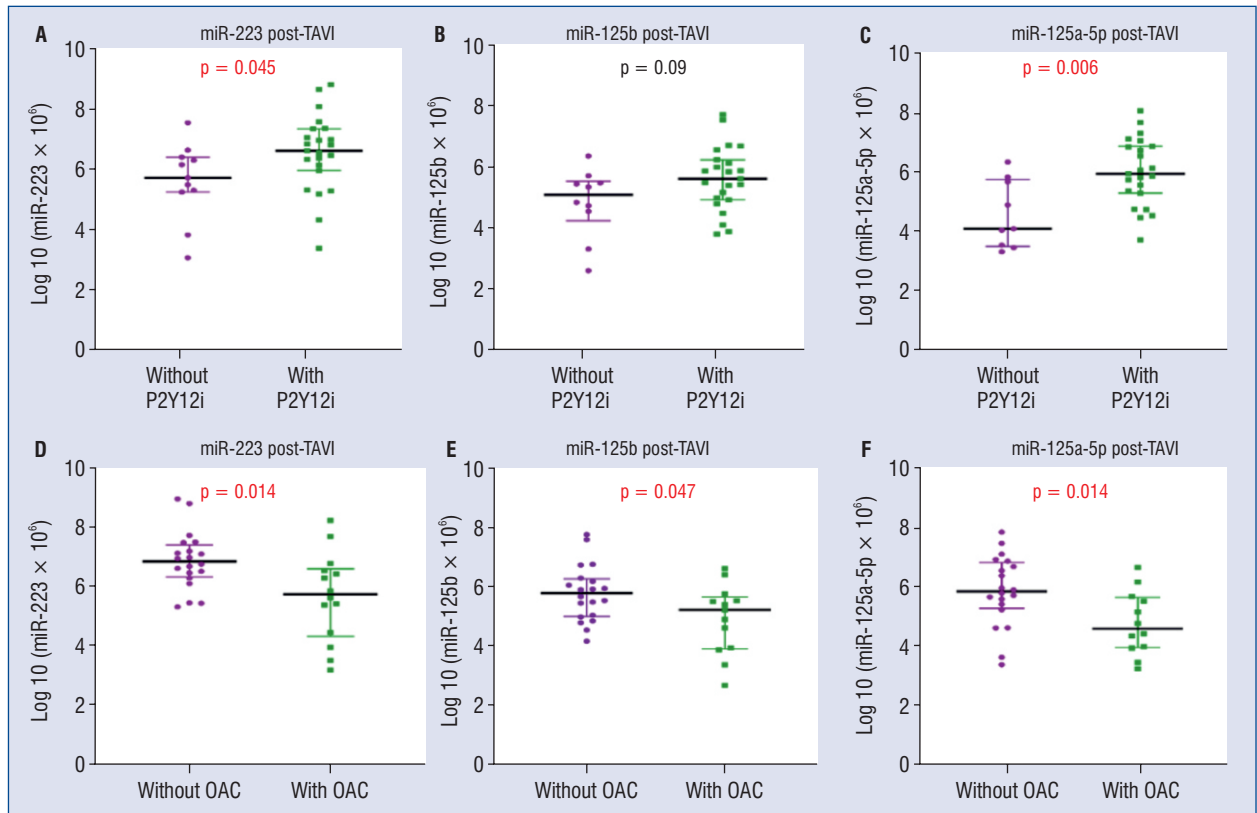 A
miR-223 post-TAVI
p = 0.045
Log 10 (miR-223 × 10⁶)
10
8
6
4
2
0
Without
P2Y12i
With
P2Y12i
B
miR-125b post-TAVI
p = 0.09
Log 10 (miR-125b × 10⁶)
10
8
6
4
2
0
Without
P2Y12i
With
P2Y12i
C
miR-125a-5p post-TAVI
p = 0.006
Log 10 (miR-125a-5p × 10⁶)
10
8
6
4
2
0
Without
P2Y12i
With
P2Y12i
D
miR-223 post-TAVI
p = 0.014
Log 10 (miR-223 × 10⁶)
10
8
6
4
2
0
Without OAC
With OAC
E
miR-125b post-TAVI
p = 0.047
Log 10 (miR-125b × 10⁶)
10
8
6
4
2
0
Without OAC
With OAC
F
miR-125a-5p post-TAVI
p = 0.014
Log 10 (miR-125a-5p × 10⁶)
10
8
6
4
2
0
Without OAC
With OAC